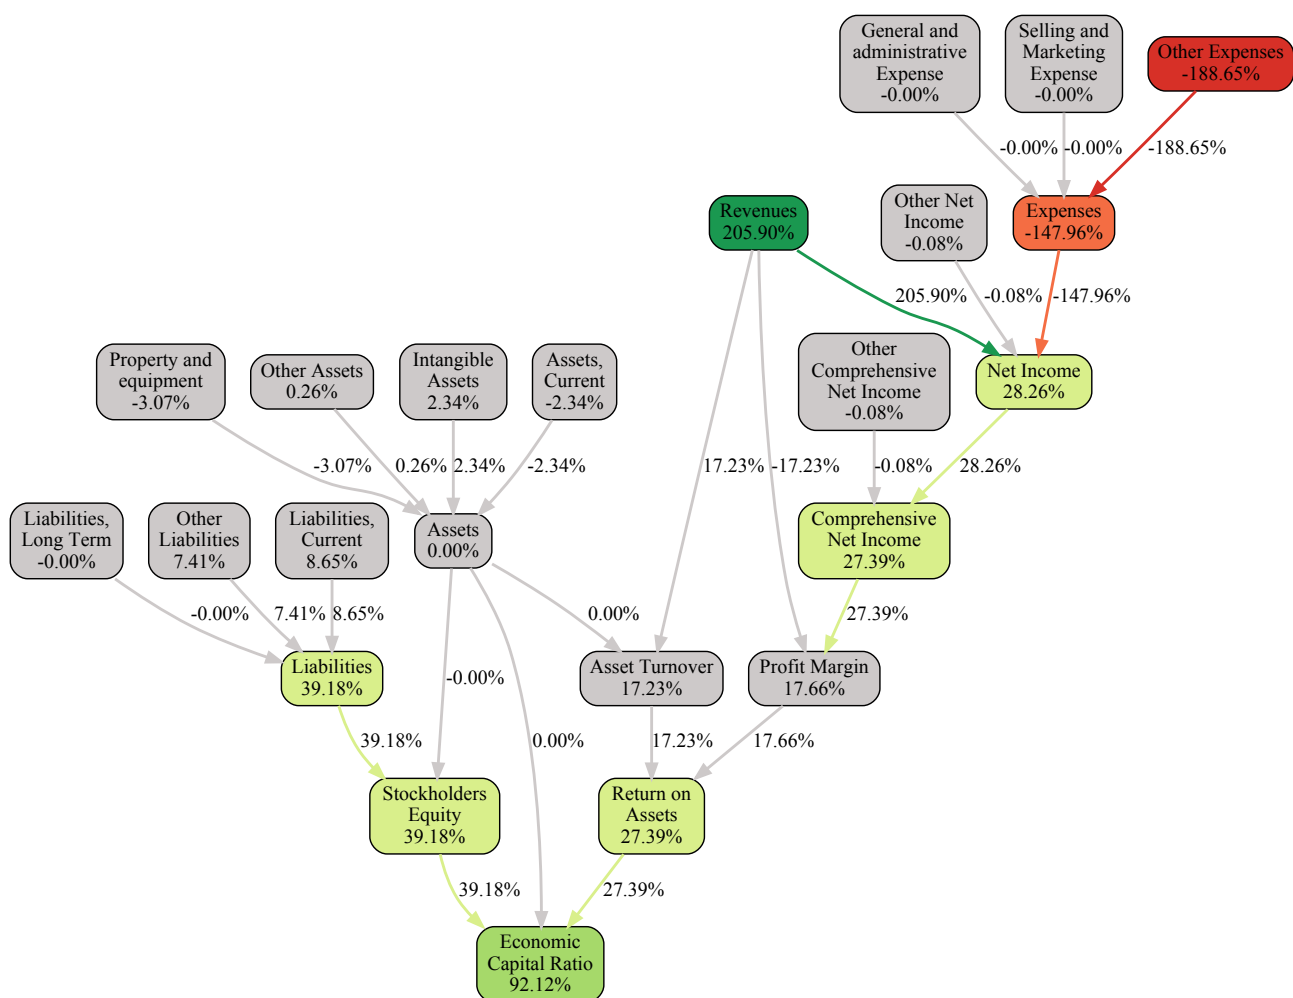 General and
administrative
Expense
-0.00%
Selling and
Marketing
Expense
-0.00%
Other Expenses
-188.65%
-0.00%
-0.00%
-188.65%
Revenues
205.90%
Other Net
Income
-0.08%
Expenses
-147.96%
205.90%
-0.08%
-147.96%
Property and
equipment
-3.07%
Other Assets
0.26%
Intangible
Assets
2.34%
Assets,
Current
-2.34%
Other
Comprehensive
Net Income
-0.08%
Net Income
28.26%
-3.07%
0.26%
2.34%
-2.34%
17.23%
-17.23%
-0.08%
28.26%
Liabilities,
Long Term
-0.00%
Other
Liabilities
7.41%
Liabilities,
Current
8.65%
Assets
0.00%
Comprehensive
Net Income
27.39%
-0.00%
7.41%
8.65%
0.00%
27.39%
Liabilities
39.18%
-0.00%
Asset Turnover
17.23%
Profit Margin
17.66%
39.18%
0.00%
17.23%
17.66%
Stockholders
Equity
39.18%
Return on
Assets
27.39%
39.18%
27.39%
Economic
Capital Ratio
92.12%